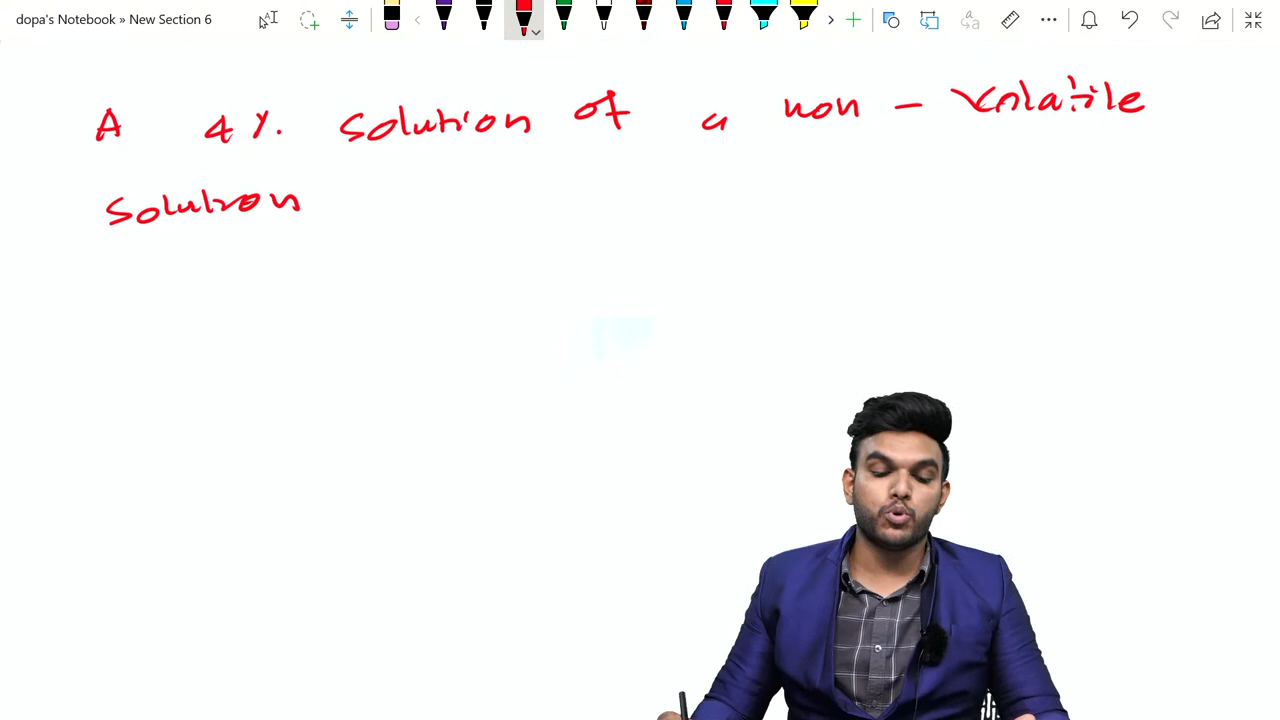 dopa's Notebook » New Section 6
A 4%. Solution of a non - Volatile
Solution